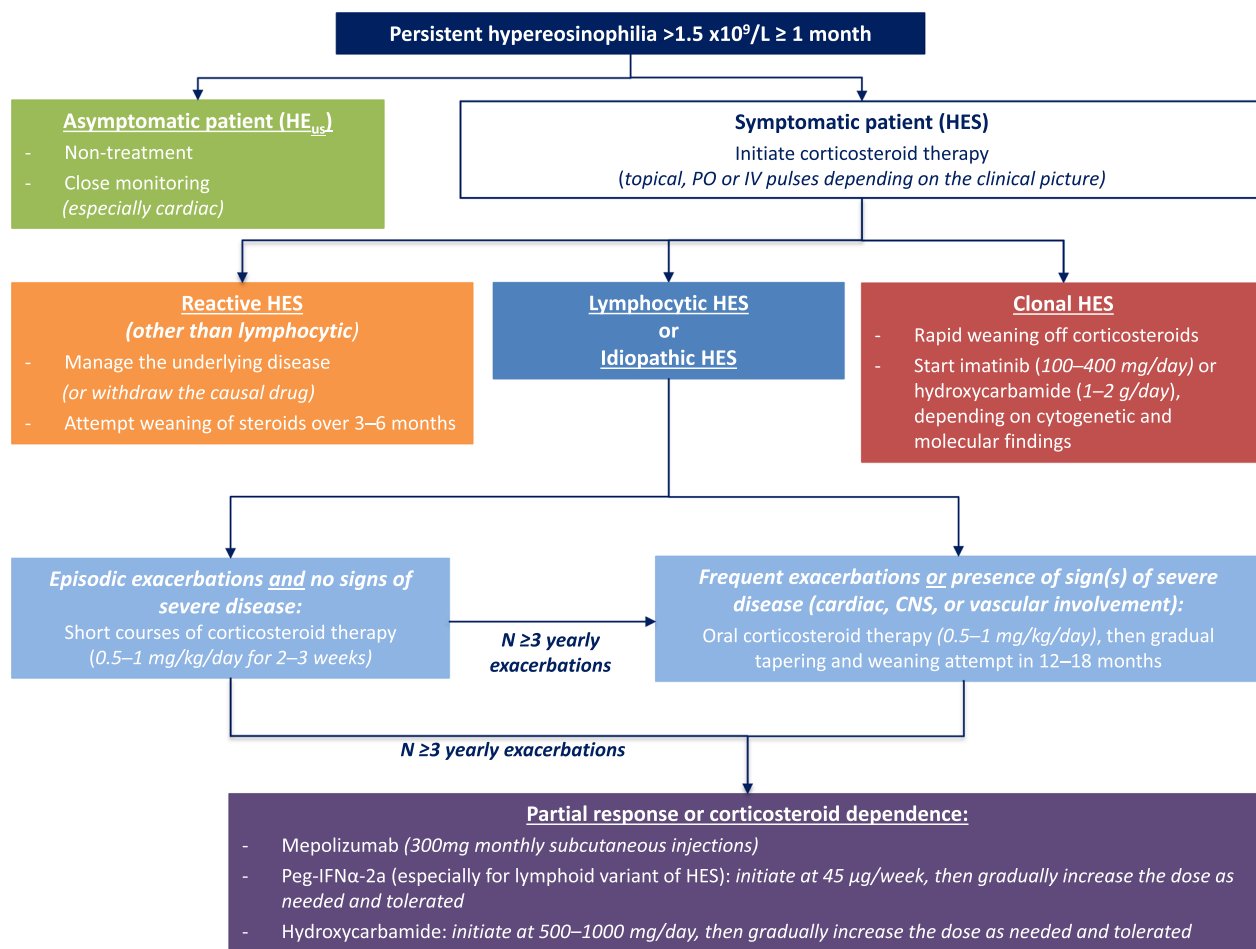 Persistent hypereosinophilia >1.5 x10⁹/L ≥ 1 month
Asymptomatic patient (HEus)
- Non-treatment
- Close monitoring
(especially cardiac)
Symptomatic patient (HES)
Initiate corticosteroid therapy
(topical, PO or IV pulses depending on the clinical picture)
Reactive HES
(other than lymphocytic)
- Manage the underlying disease
(or withdraw the causal drug)
- Attempt weaning of steroids over 3–6 months
Lymphocytic HES
or
Idiopathic HES
Clonal HES
- Rapid weaning off corticosteroids
- Start imatinib (100–400 mg/day) or
hydroxycarbamide (1–2 g/day),
depending on cytogenetic and
molecular findings
Episodic exacerbations and no signs of
severe disease:
Short courses of corticosteroid therapy
(0.5–1 mg/kg/day for 2–3 weeks)
N ≥3 yearly
exacerbations
Frequent exacerbations or presence of sign(s) of severe
disease (cardiac, CNS, or vascular involvement):
Oral corticosteroid therapy (0.5–1 mg/kg/day), then gradual
tapering and weaning attempt in 12–18 months
N ≥3 yearly exacerbations
Partial response or corticosteroid dependence:
- Mepolizumab (300mg monthly subcutaneous injections)
- Peg-IFNα-2a (especially for lymphoid variant of HES): initiate at 45 µg/week, then gradually increase the dose as
needed and tolerated
- Hydroxycarbamide: initiate at 500–1000 mg/day, then gradually increase the dose as needed and tolerated